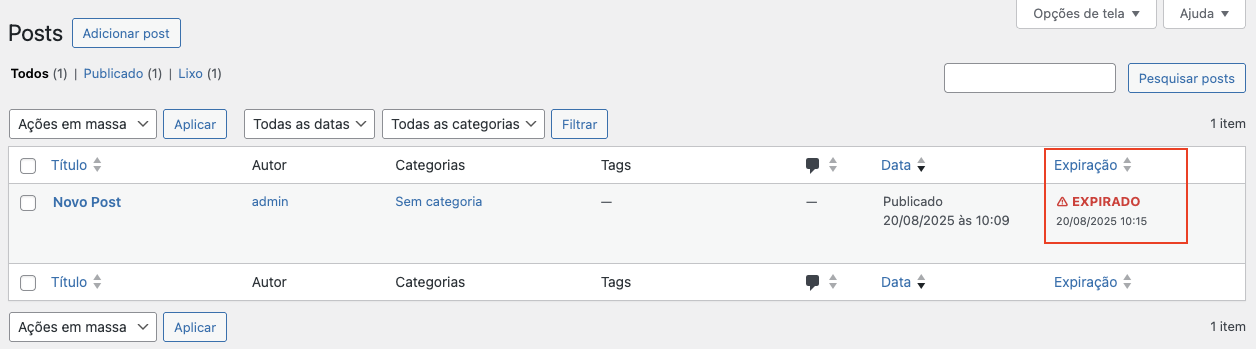 Opções de tela ▼
Ajuda ▼
Posts
Adicionar post
Todos (1) | Publicado (1) | Lixo (1)
Pesquisar posts
Ações em massa
Aplicar
Todas as datas
Todas as categorias
Filtrar
1 item
Título
Autor
Categorias
Tags
Data
Expiração
Novo Post
admin
Sem categoria
—
—
Publicado
20/08/2025 às 10:09
EXPIRADO
20/08/2025 10:15
Título
Autor
Categorias
Tags
Data
Expiração
Ações em massa
Aplicar
1 item